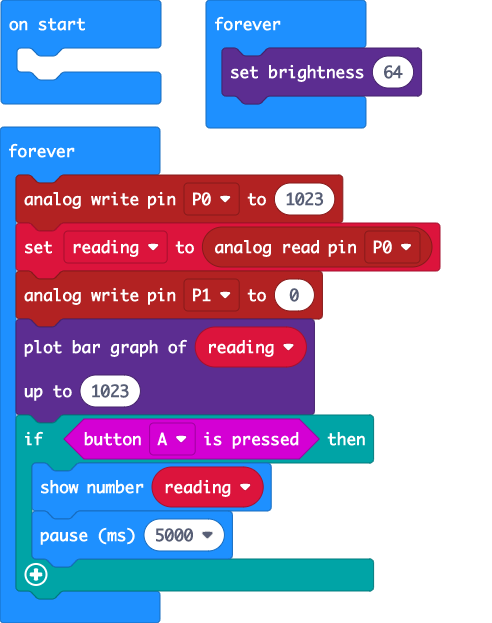 on start
forever
set brightness 64
forever
analog write pin P0 to 1023
set reading to analog read pin P0
analog write pin P1 to 0
plot bar graph of reading
up to 1023
if button A is pressed then
show number reading
pause (ms) 5000